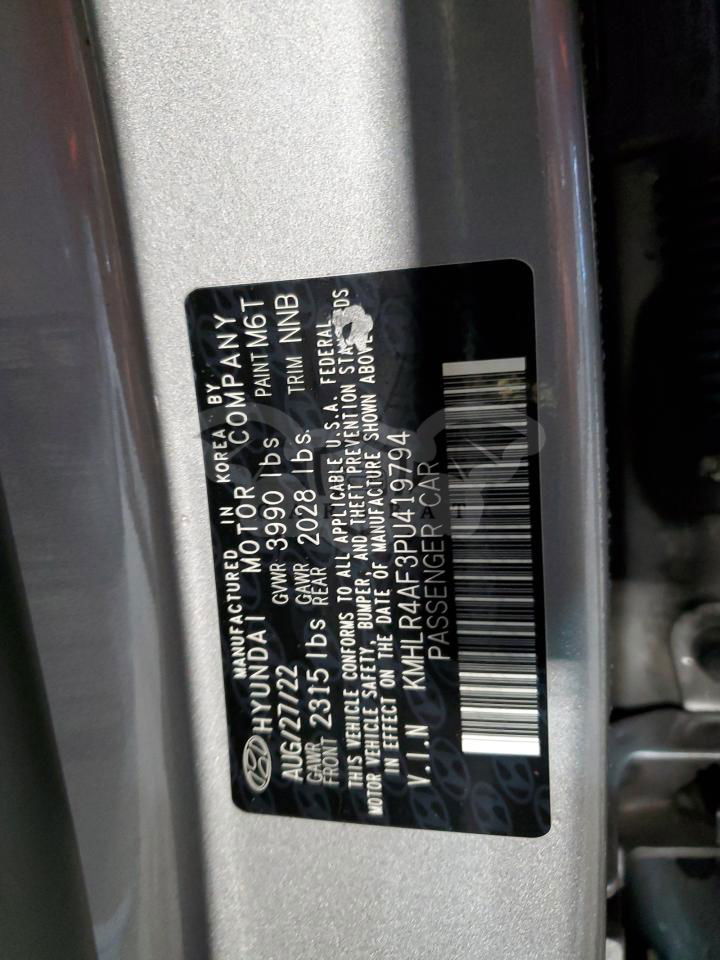 MANUFACTURED IN KOREA BY
HYUNDAI MOTOR COMPANY
AUG/27/22 GVWR 3990 lbs PAINT M6T
GAWR FRONT 2315 lbs GAWR REAR 2028 lbs. TRIM NNB
THIS VEHICLE CONFORMS TO ALL APPLICABLE U.S.A. FEDERAL
MOTOR VEHICLE SAFETY, BUMPER, AND THEFT PREVENTION
IN EFFECT ON THE DATE OF MANUFACTURE SHOWN
V.I.N KMHLR4AF3PU419794
PASSENGER CAR